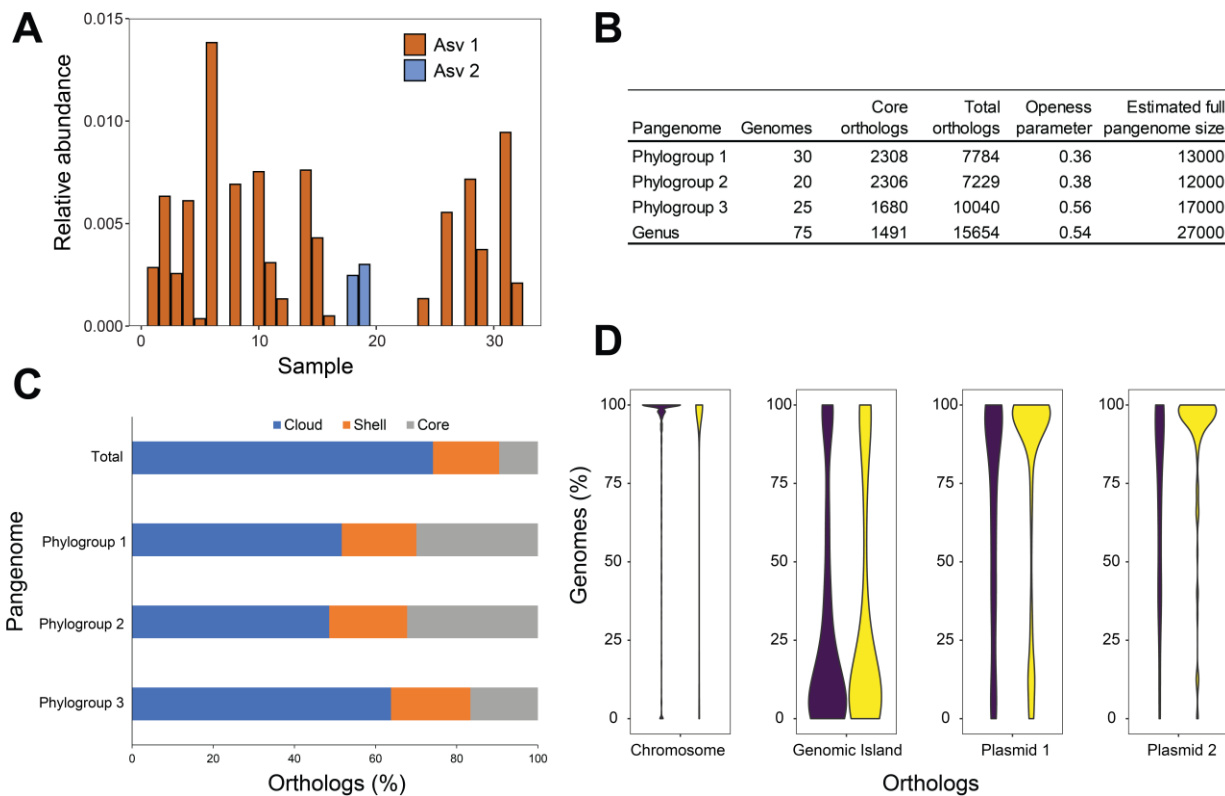 A
0.015
0.010
0.005
0.000
Relative abundance
Asv 1
Asv 2
0 10 20 30
Sample
B
Core Total Openess Estimated full
Pangenome Genomes orthologs orthologs parameter pangenome size
Phylogroup 1 30 2308 7784 0.36 13000
Phylogroup 2 20 2306 7229 0.38 12000
Phylogroup 3 25 1680 10040 0.56 17000
Genus 75 1491 15654 0.54 27000
C
Cloud Shell Core
Pangenome
Total
Phylogroup 1
Phylogroup 2
Phylogroup 3
0 20 40 60 80 100
Orthologs (%)
D
Genomes (%)
100 100 100 100
75 75 75 75
50 50 50 50
25 25 25 25
0 0 0 0
Chromosome Genomic Island Plasmid 1 Plasmid 2
Orthologs